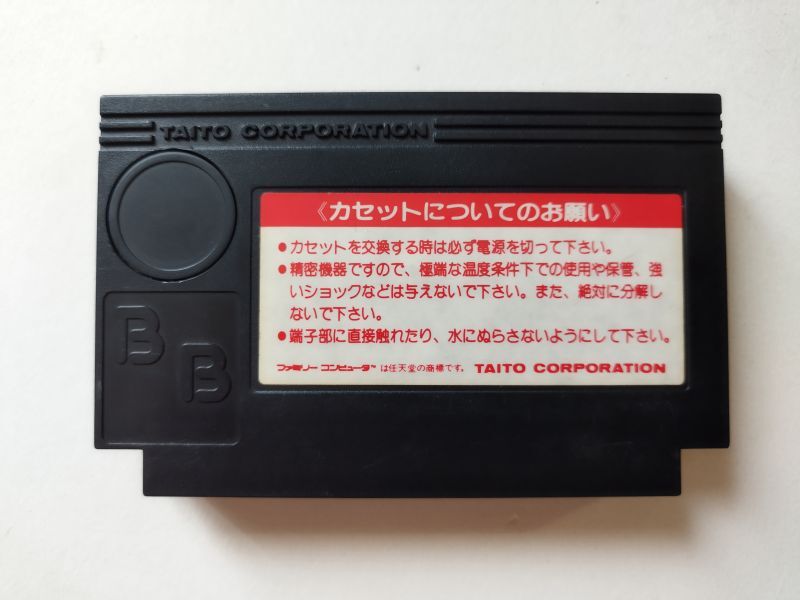 TAITO CORPORATION
《カセットについてのお願い》
●カセットを交換する時は必ず電源を切って下さい。
●精密機器ですので、極端な温度条件下での使用や保管、強
いショックなどは与えないで下さい。また、絶対に分解し
ないで下さい。
●端子部に直接触れたり、水にぬらさないようにして下さい。
ファミリーコンピュータ™は任天堂の商標です。 TAITO CORPORATION
B
B